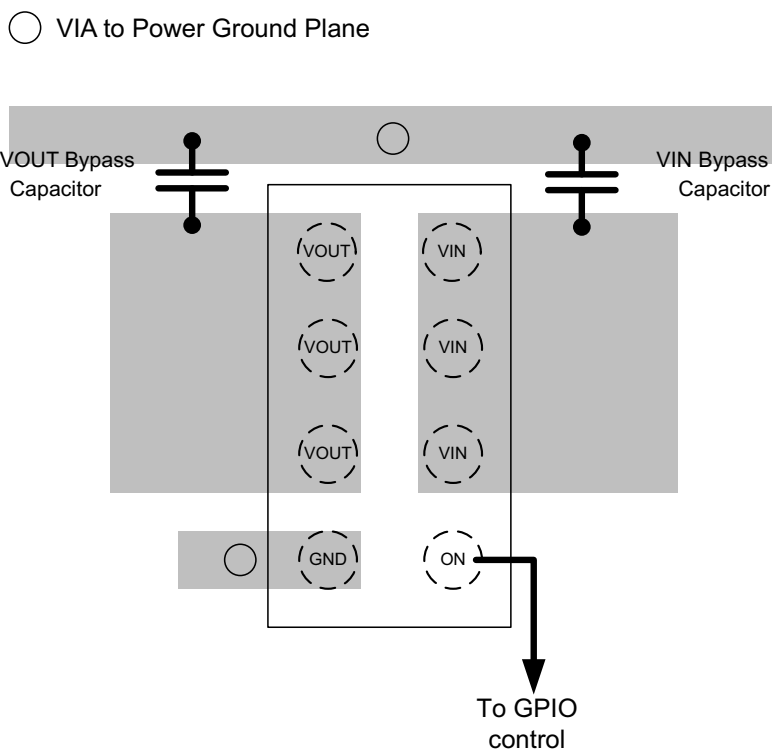 VIA to Power Ground Plane
VOUT Bypass
Capacitor
VIN Bypass
Capacitor
VOUT
VIN
VOUT
VIN
VOUT
VIN
GND
ON
To GPIO
control